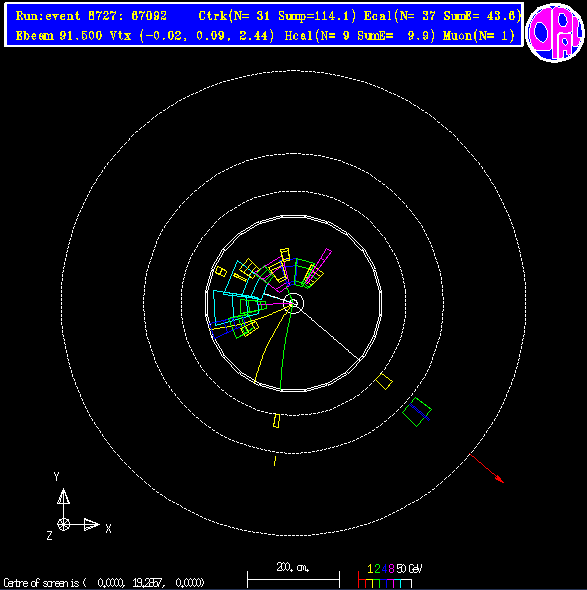 Run:event 8727: 67092 Ctrk(N= 31 Sump=114.1) Ecal(N= 37 SumE= 43.6)
Ebeam 91.500 Vtx (-0.02, 0.09, 2.44) Hcal(N= 9 SumE= 9.9) Muon(N= 1)
OPAL
Y
X
Z
200. cm.
1 2 4 8 50 GeV
Centre of screen is ( 0.0000, 19.2857, 0.0000)